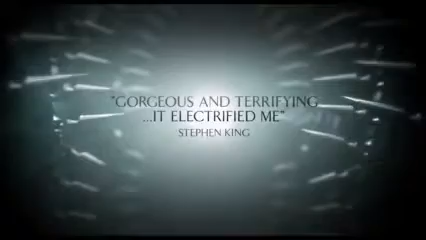 "GORGEOUS AND TERRIFYING
...IT ELECTRIFIED ME"
STEPHEN KING